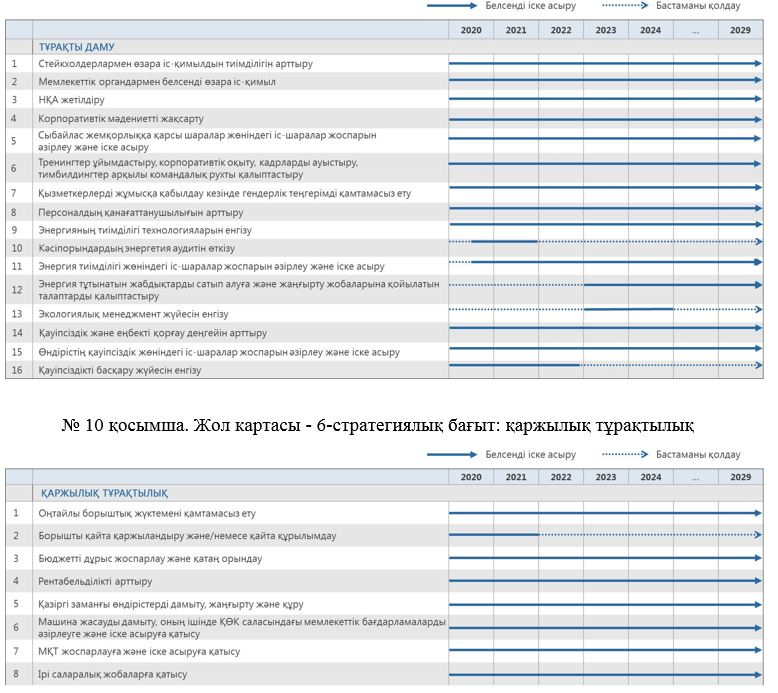 Белсенді іске асыру Бастаманы қолдау
2020 2021 2022 2023 2024 ... 2029
ТҰРАҚТЫ ДАМУ
1 Стейкхолдерлармен өзара іс-қимылдын тиімділігін арттыру
2 Мемлекеттік органдармен белсенді өзара іс-қимыл
3 НҚА жетілдіру
4 Корпоративтік мәдениетті жақсарту
5 Сыбайлас жемқорлыққа қарсы шаралар жөніндегі іс-шаралар жоспарын
әзірлеу және іске асыру
6 Тренингтер ұйымдастыру, корпоративтік оқыту, кадрларды ауыстыру,
тимбилдингтер арқылы командалық рухты қалыптастыру
7 Қызметкерлерді жұмысқа қабылдау кезінде гендерлік теңгерімді қамтамасыз ету
8 Персоналдың қанағаттанушылығын арттыру
9 Энергияның тиімділігі технологияларын енгізу
10 Кәсіпорындардың энергетия аудитін өткізу
11 Энергия тиімділігі жөніндегі іс-шаралар жоспарын әзірлеу және іске асыру
12 Энергия тұтынатын жабдықтарды сатып алуға және жаңғырту жобаларына қойылатын
талаптарды қалыптастыру
13 Экологиялық менеджмент жүйесін енгізу
14 Қауіпсіздік және еңбекті қорғау деңгейін арттыру
15 Өндірістің қауіпсіздік жөніндегі іс-шаралар жоспарын әзірлеу және іске асыру
16 Қауіпсіздікті басқару жүйесін енгізу
№ 10 қосымша. Жол картасы - 6-стратегиялық бағыт: қаржылық тұрақтылық
Белсенді іске асыру Бастаманы қолдау
2020 2021 2022 2023 2024 ... 2029
ҚАРЖЫЛЫҚ ТҰРАҚТЫЛЫҚ
1 Оңтайлы борыштық жүктемені қамтамасыз ету
2 Борышты қайта қаржыландыру және/немесе қайта құрылымдау
3 Бюджетті дұрыс жоспарлау және қатаң орындау
4 Рентабельділікті арттыру
5 Қазіргі заманғы өндірістерді дамыту, жаңғырту және құру
6 Машина жасауды дамыту, оның ішінде ҚӨК саласындағы мемлекеттік бағдарламаларды
әзірлеуге және іске асыруға қатысу
7 МҚТ жоспарлауға және іске асыруға қатысу
8 Ірі саларалық жобаларға қатысу